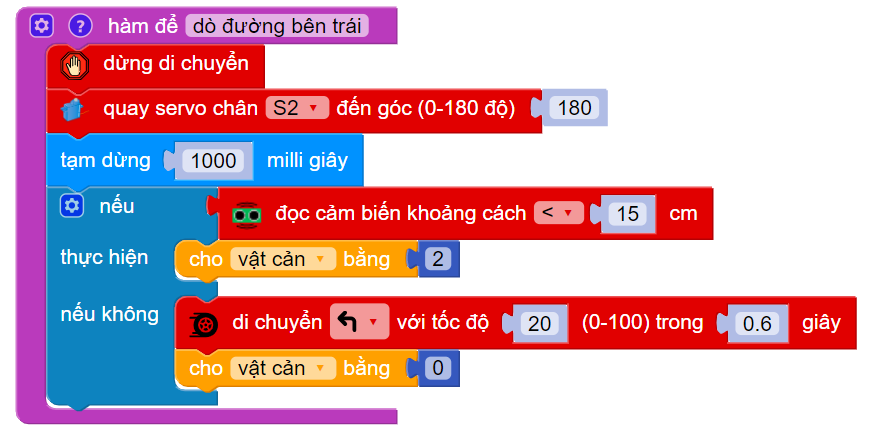 ? hàm để dò đường bên trái
dừng di chuyển
quay servo chân S2 đến góc (0-180 độ) 180
tạm dừng 1000 milli giây
nếu đọc cảm biến khoảng cách < 15 cm
thực hiện cho vật cản bằng 2
nếu không di chuyển với tốc độ 20 (0-100) trong 0.6 giây
cho vật cản bằng 0